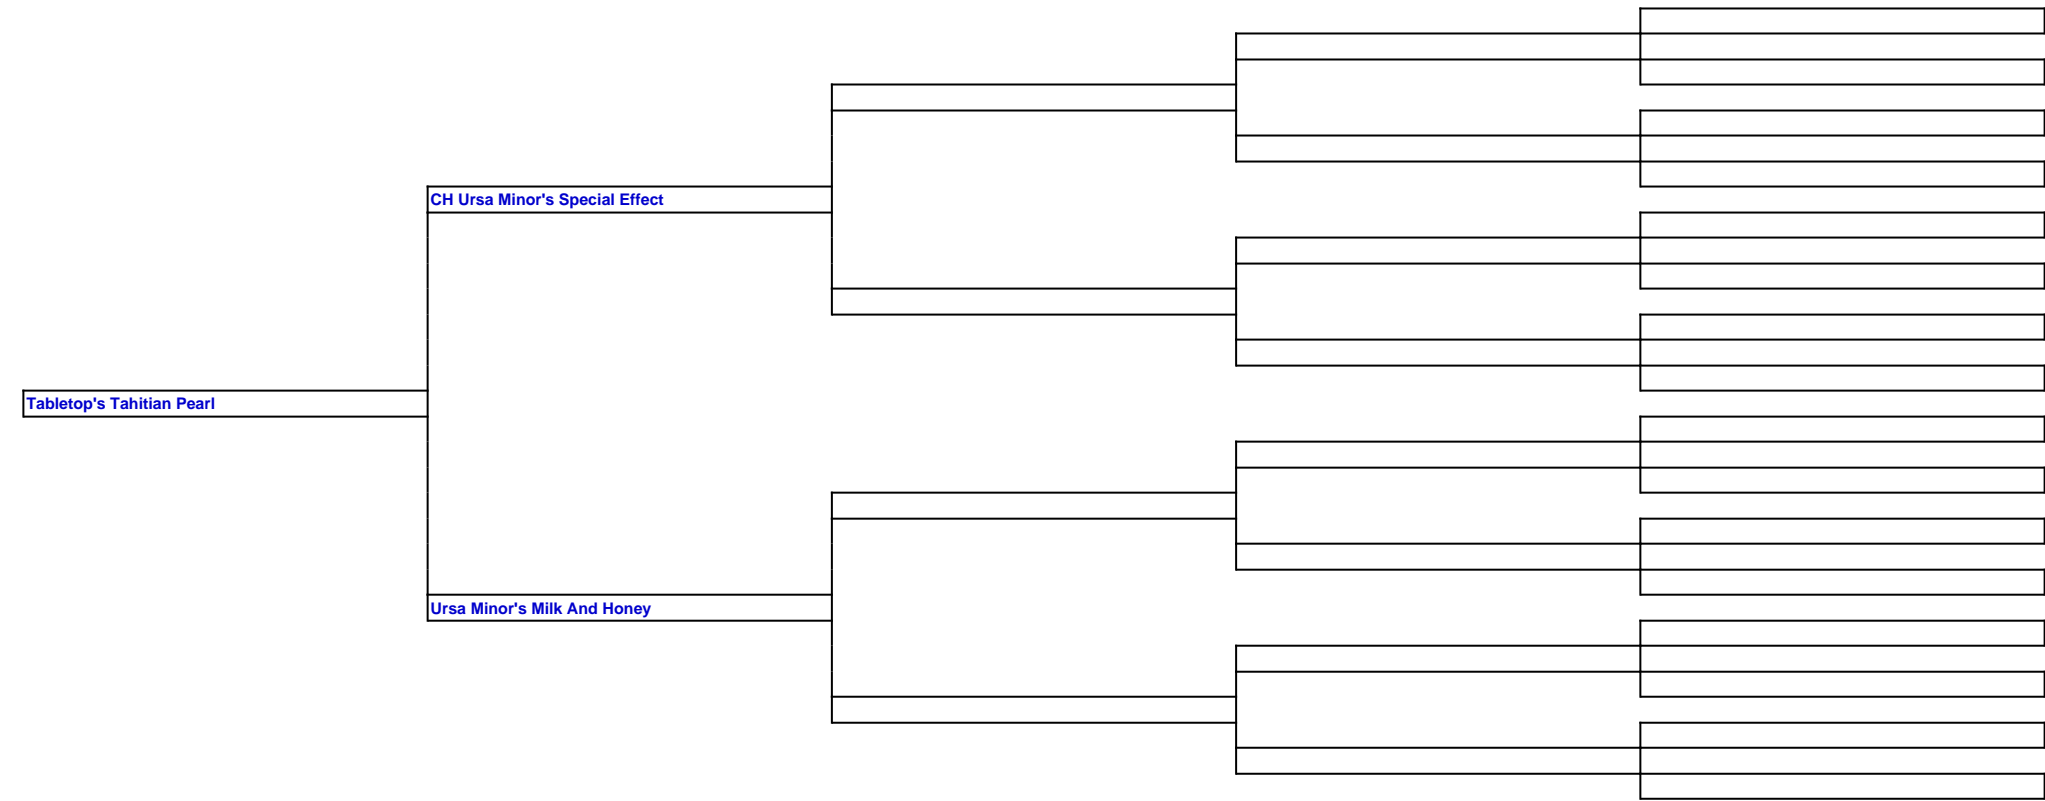 CH Ursa Minor's Special Effect
Tabletop's Tahitian Pearl
Ursa Minor's Milk And Honey